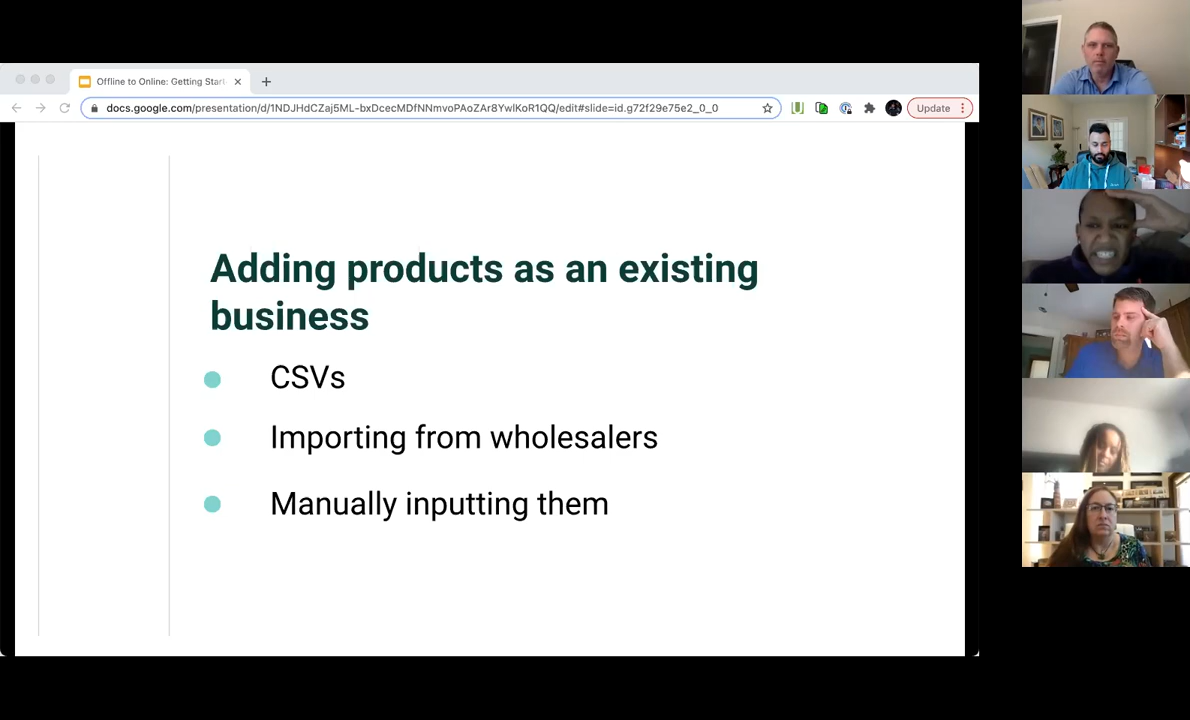 Offline to Online: Getting Star
docs.google.com/presentation/d/1NDJHdCZaj5ML-bxDcecMDfNNmvoPAoZAr8YwlKoR1QQ/edit#slide=id.g72f29e75e2_0_0
Update
Adding products as an existing
business
CSVs
Importing from wholesalers
Manually inputting them